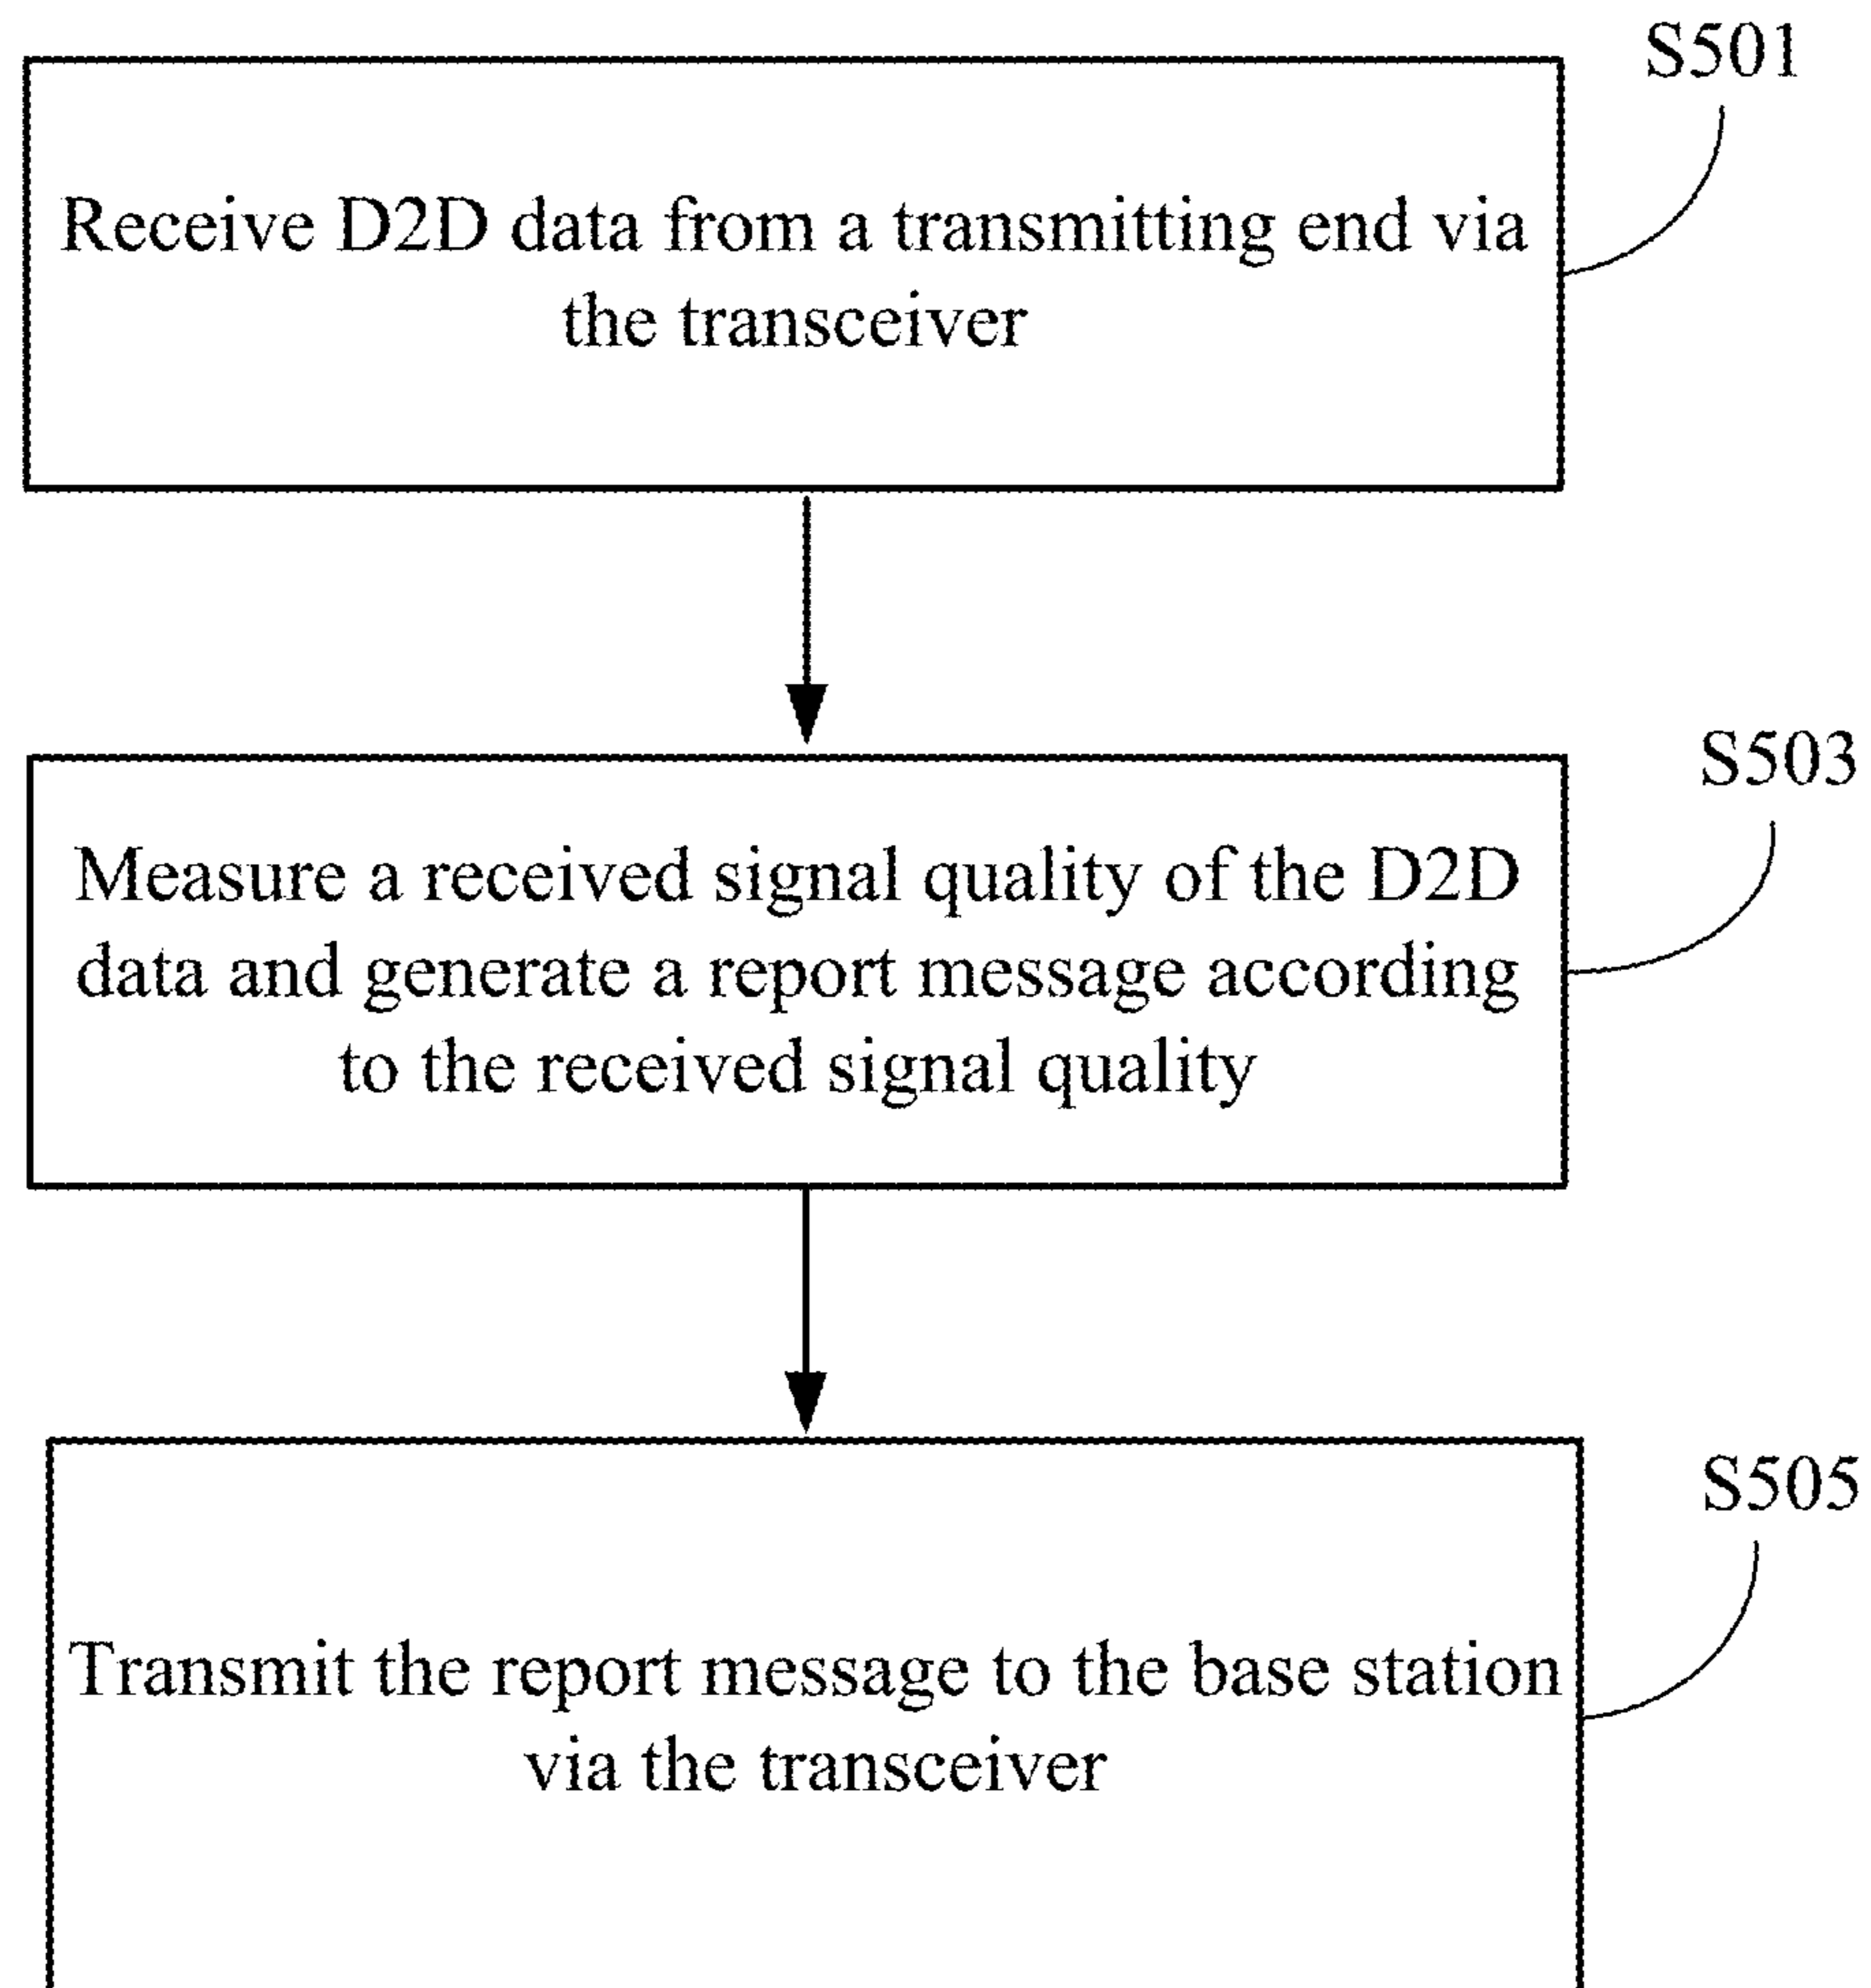 S501
Receive D2D data from a transmitting end via
the transceiver
S503
Measure a received signal quality of the D2D
data and generate a report message according
to the received signal quality
S505
Transmit the report message to the base station
via the transceiver